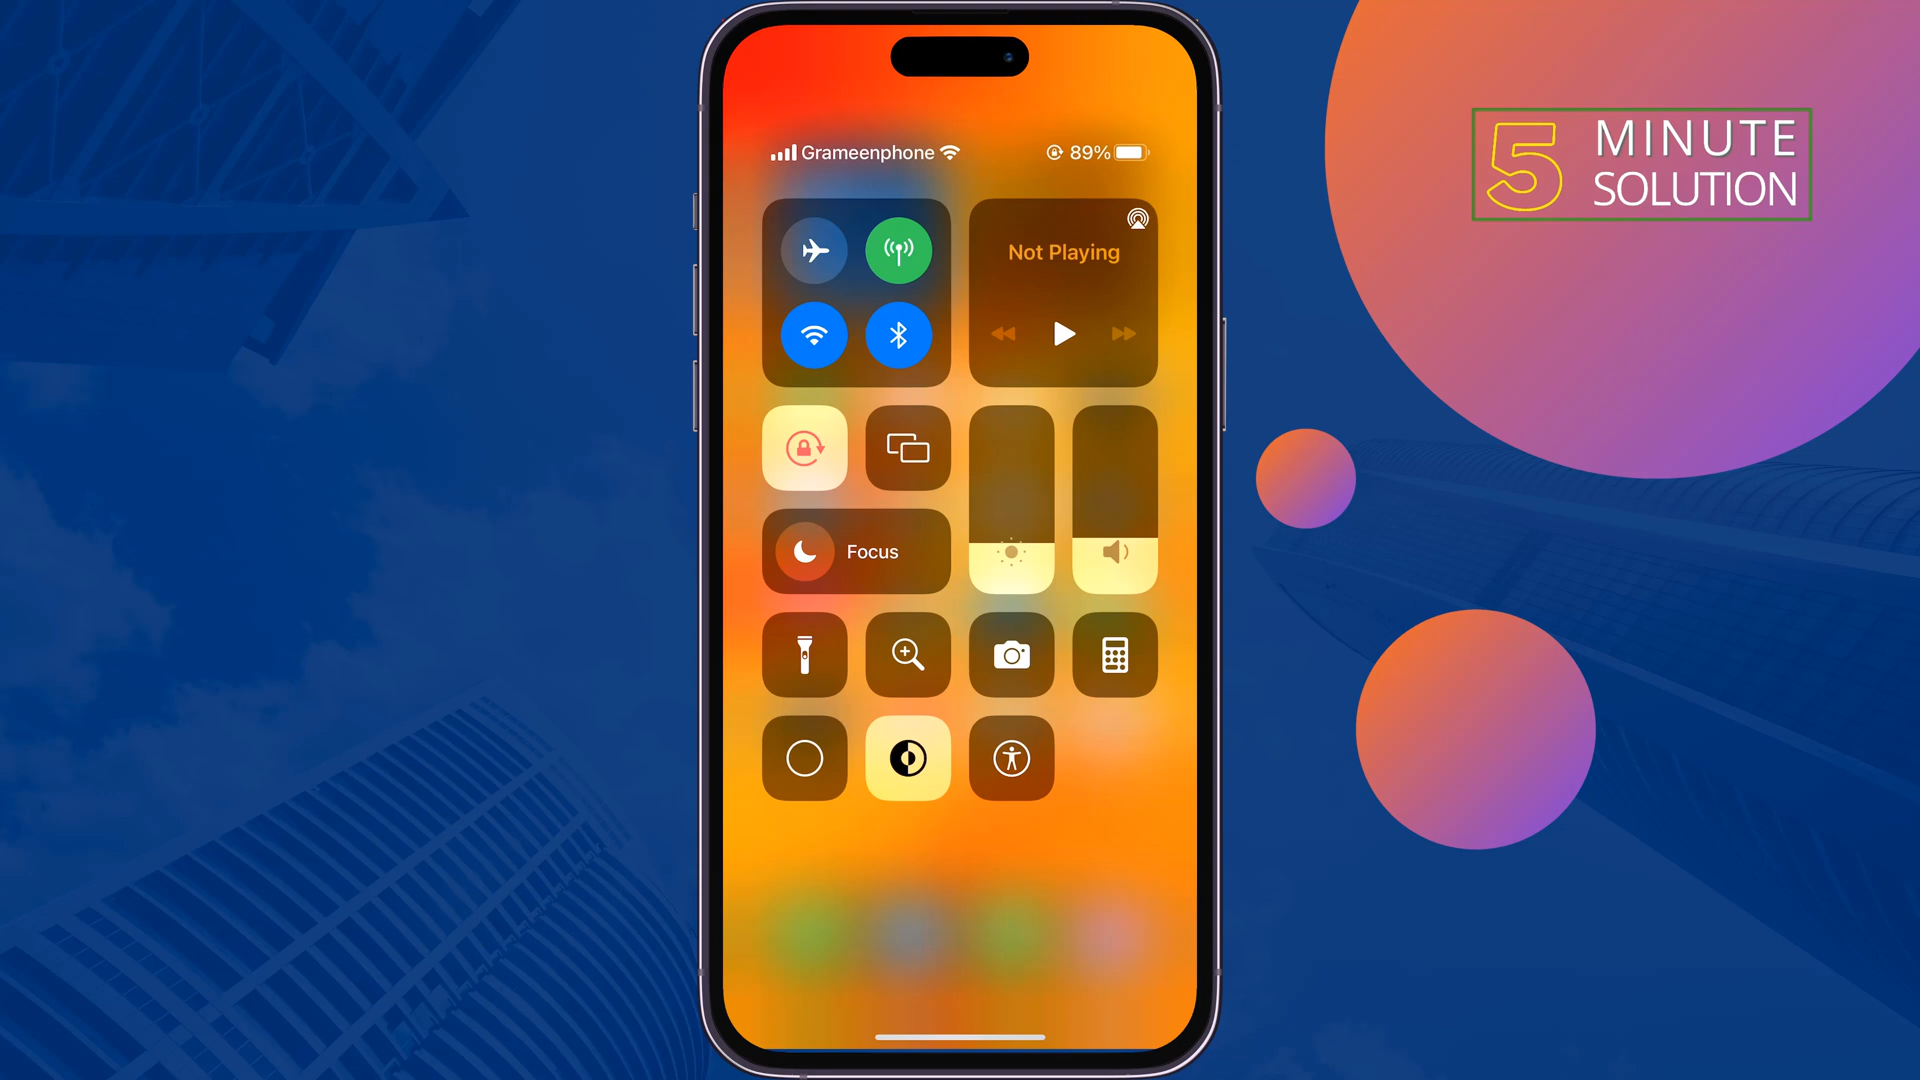 Grameenphone
89%
Not Playing
Focus
5 MINUTE
SOLUTION